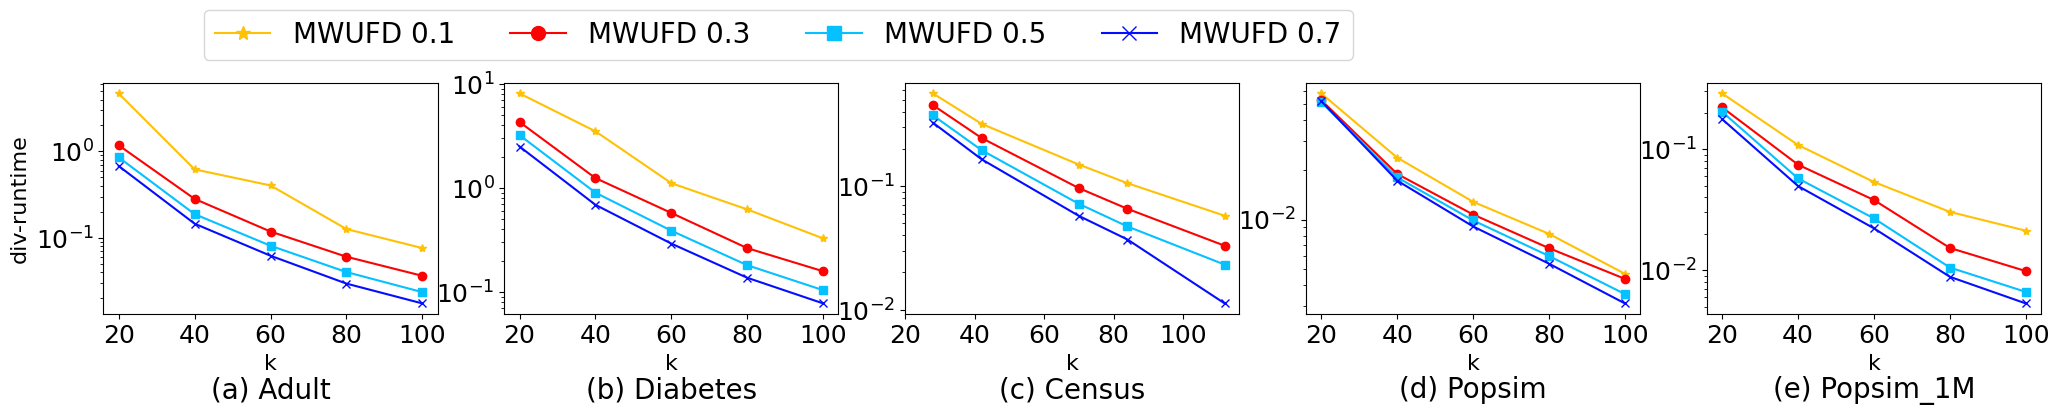 MWUFD 0.1 MWUFD 0.3 MWUFD 0.5 MWUFD 0.7
div-runtime
10^0
10^-1
20 40 60 80 100
k
(a) Adult
10^1
10^0
10^-1
20 40 60 80 100
k
(b) Diabetes
10^-1
10^-2
20 40 60 80 100
k
(c) Census
10^-2
20 40 60 80 100
k
(d) Popsim
10^-1
10^-2
20 40 60 80 100
k
(e) Popsim_1M